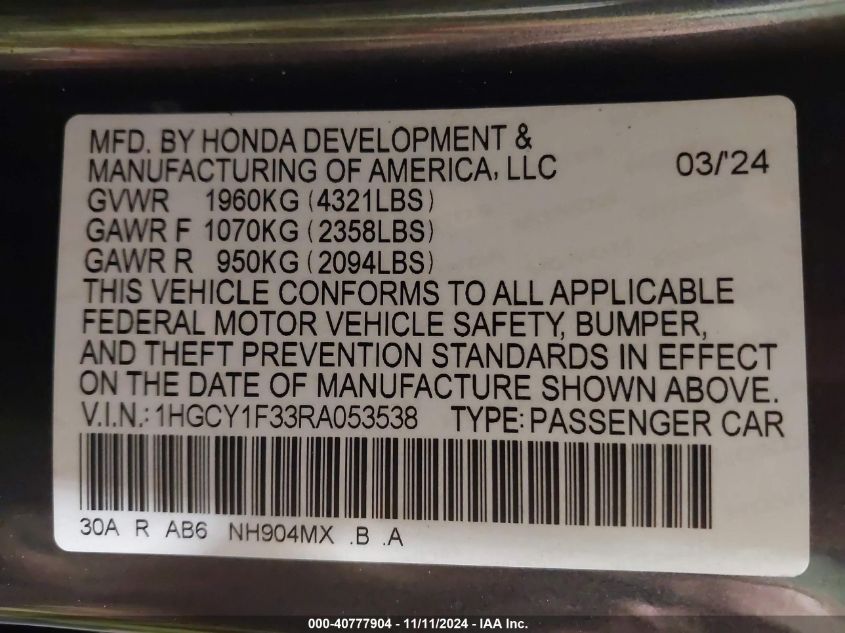 MFD. BY HONDA DEVELOPMENT &
MANUFACTURING OF AMERICA, LLC 03/'24
GVWR 1960KG (4321LBS)
GAWR F 1070KG (2358LBS)
GAWR R 950KG (2094LBS)
THIS VEHICLE CONFORMS TO ALL APPLICABLE
FEDERAL MOTOR VEHICLE SAFETY, BUMPER,
AND THEFT PREVENTION STANDARDS IN EFFECT
ON THE DATE OF MANUFACTURE SHOWN ABOVE.
V.I.N.: 1HGCY1F33RA053538 TYPE: PASSENGER CAR
30A R AB6 NH904MX .B .A
000-40777904 - 11/11/2024 - IAA Inc.